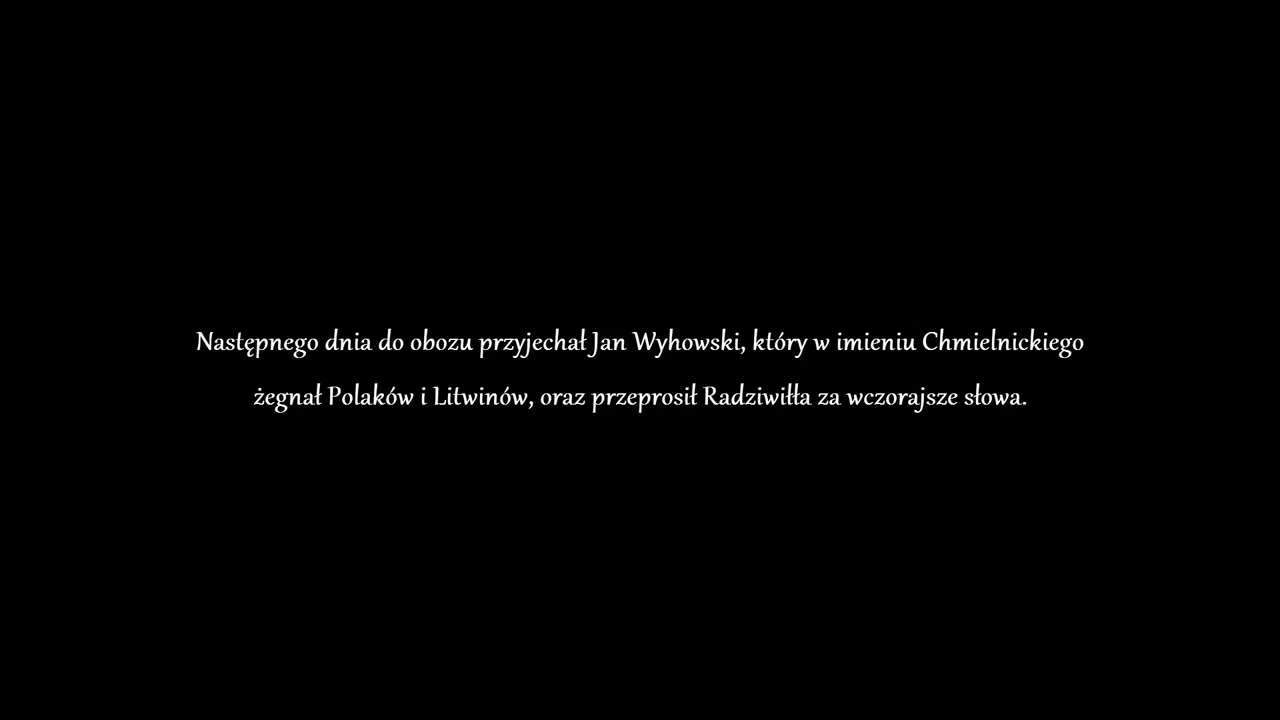 Następnego dnia do obozu przyjechał Jan Wyhowski, który w imieniu Chmielnickiego
żegnał Polaków i Litwinów, oraz przeprosił Radziwiłła za wczorajsze słowa.